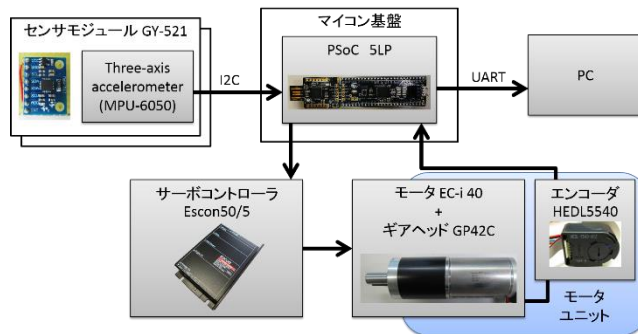 センサモジュール GY-521
Three-axis
accelerometer
(MPU-6050)
I2C
マイコン基盤
PSoC 5LP
UART
PC
サーボコントローラ
Escon50/5
モータ EC-i 40
+
ギアヘッド GP42C
エンコーダ
HEDL5540
モータ
ユニット